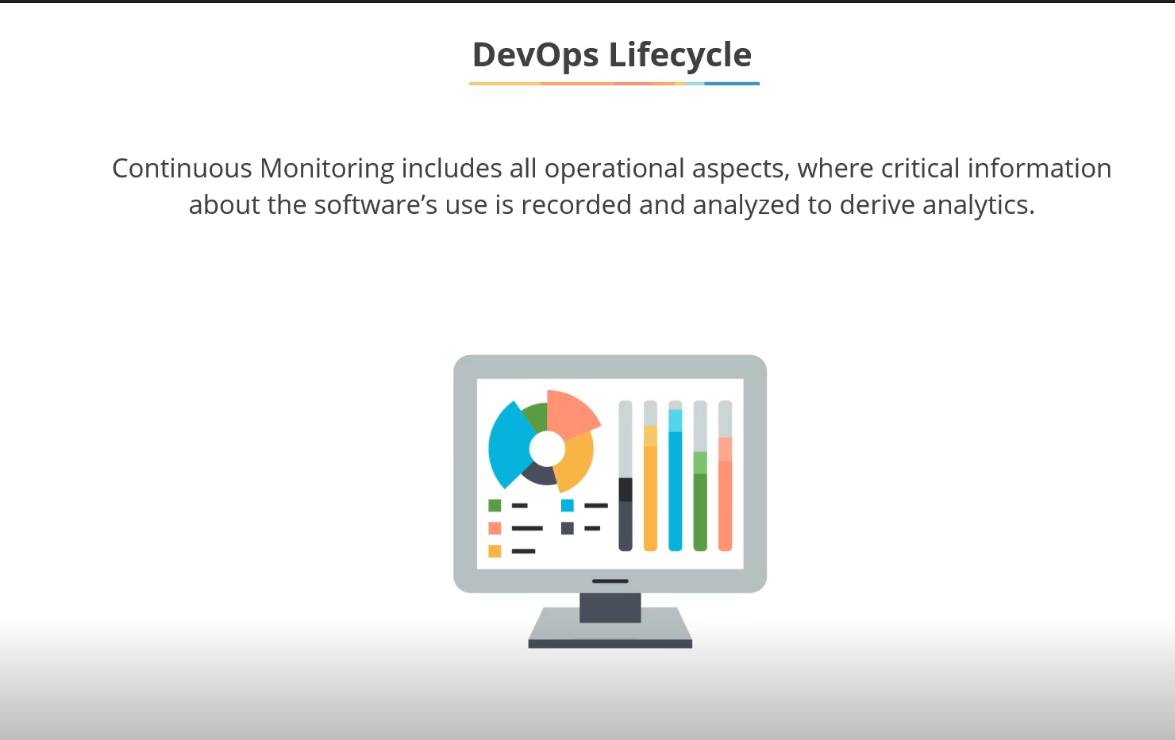 DevOps Lifecycle
Continuous Monitoring includes all operational aspects, where critical information
about the software’s use is recorded and analyzed to derive analytics.